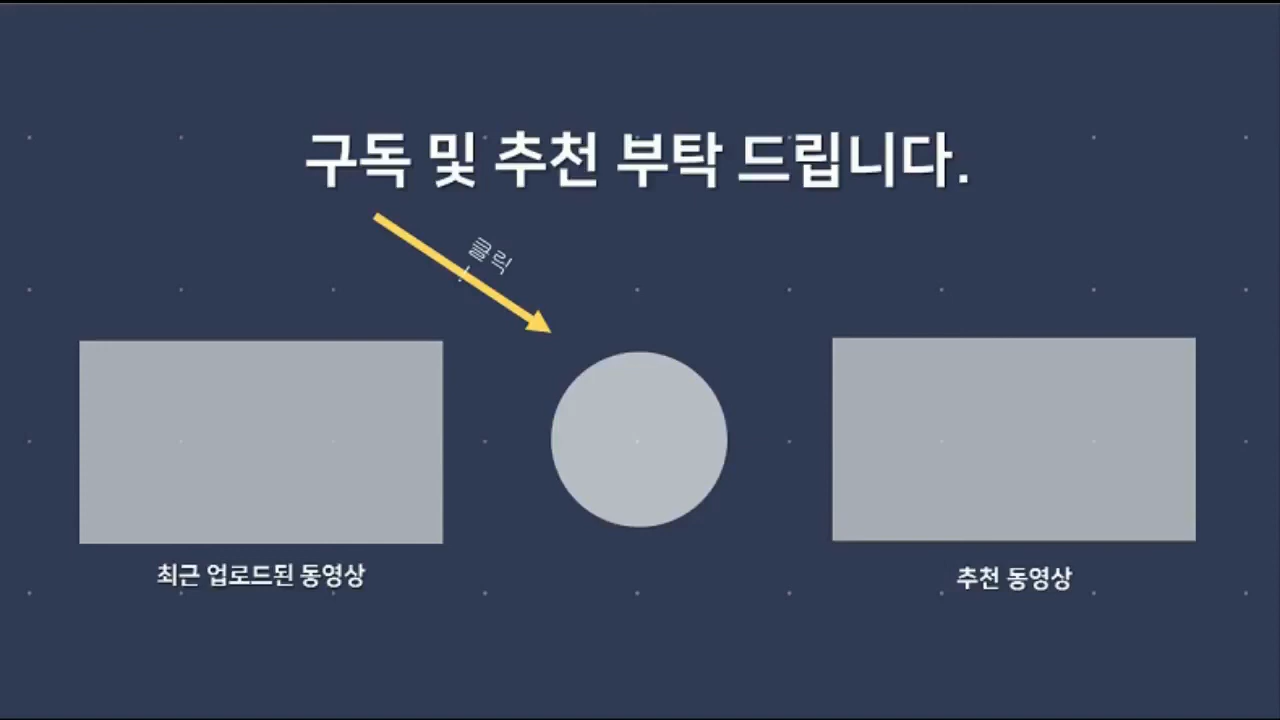 구독 및 추천 부탁 드립니다.
클릭
!
최근 업로드된 동영상
추천 동영상